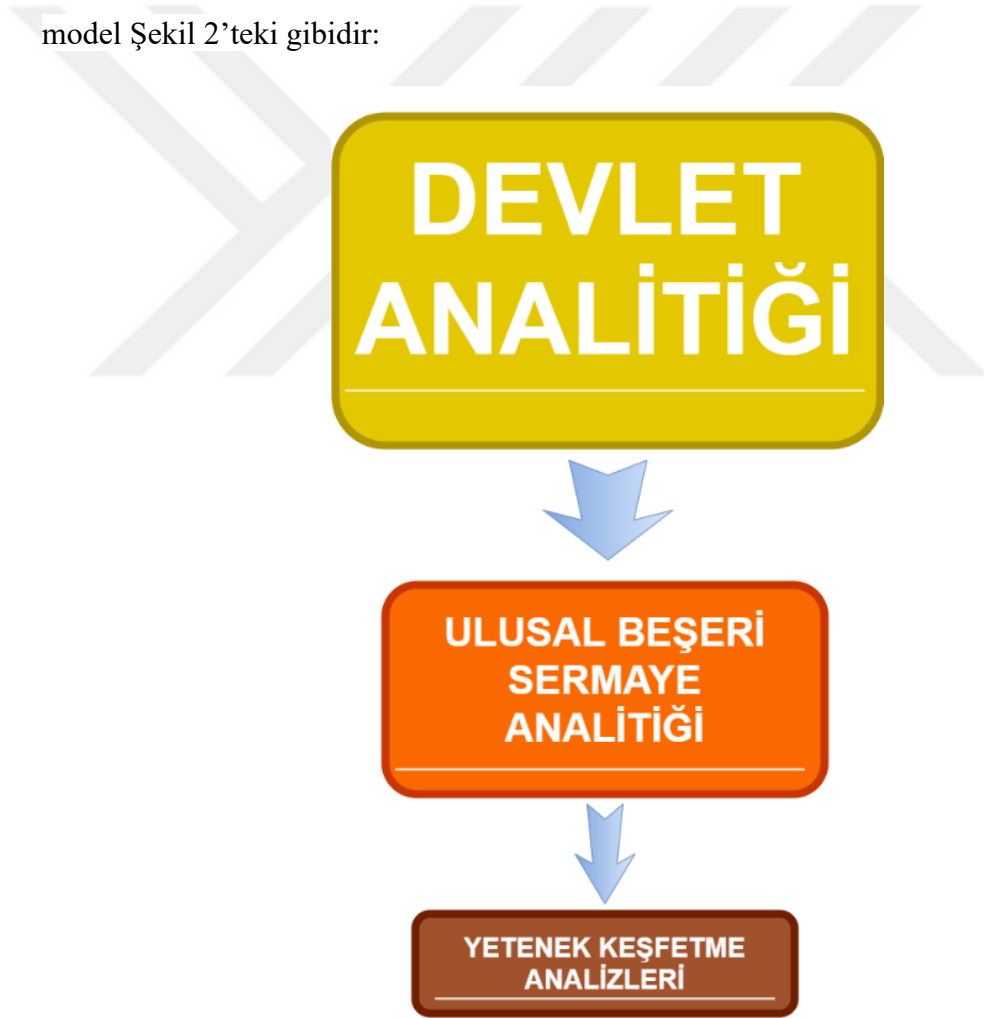 model Şekil 2’teki gibidir:
DEVLET
ANALİTİĞİ
ULUSAL BEŞERİ
SERMAYE
ANALİTİĞİ
YETENEK KEŞFETME
ANALİZLERİ